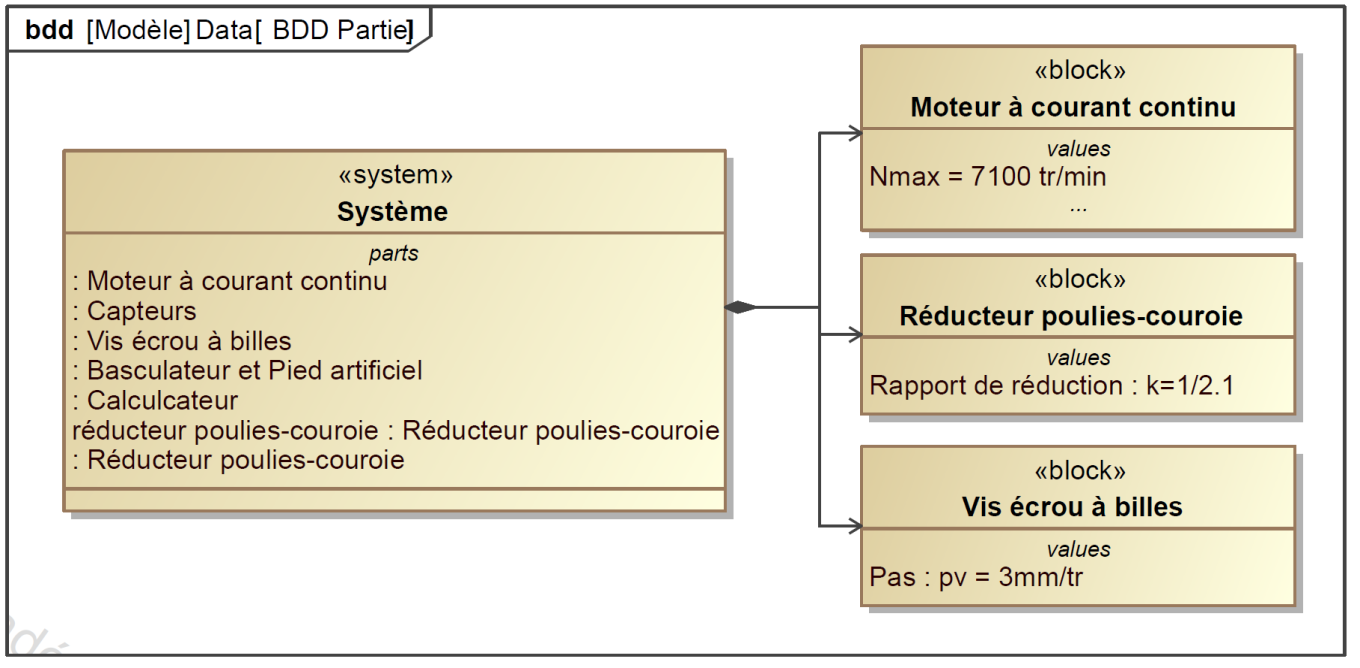 bdd [Modèle] Data[ BDD Partie]
«system»
Système
parts
: Moteur à courant continu
: Capteurs
: Vis écrou à billes
: Basculateur et Pied artificiel
: Calculcateur
réducteur poulies-couroie : Réducteur poulies-couroie
: Réducteur poulies-couroie
«block»
Moteur à courant continu
values
Nmax = 7100 tr/min
...
«block»
Réducteur poulies-couroie
values
Rapport de réduction : k=1/2.1
«block»
Vis écrou à billes
values
Pas : pv = 3mm/tr